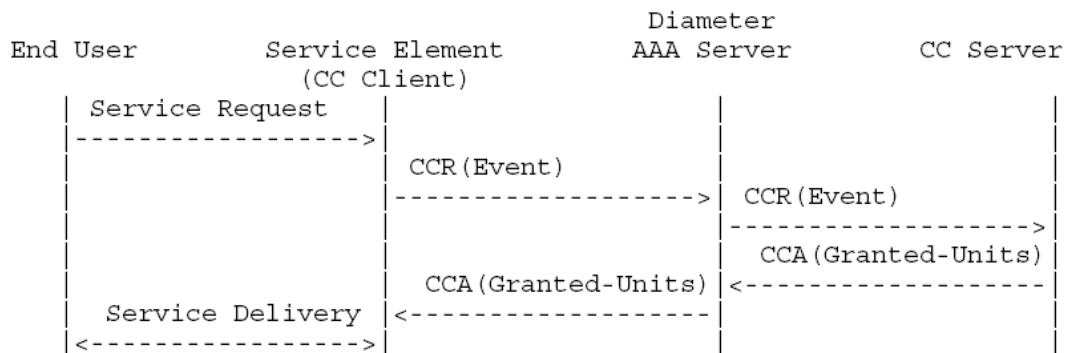 Diameter
End User Service Element AAA Server CC Server
(CC Client)
Service Request
CCR(Event)
CCR(Event)
CCA(Granted-Units)
CCA(Granted-Units)
Service Delivery